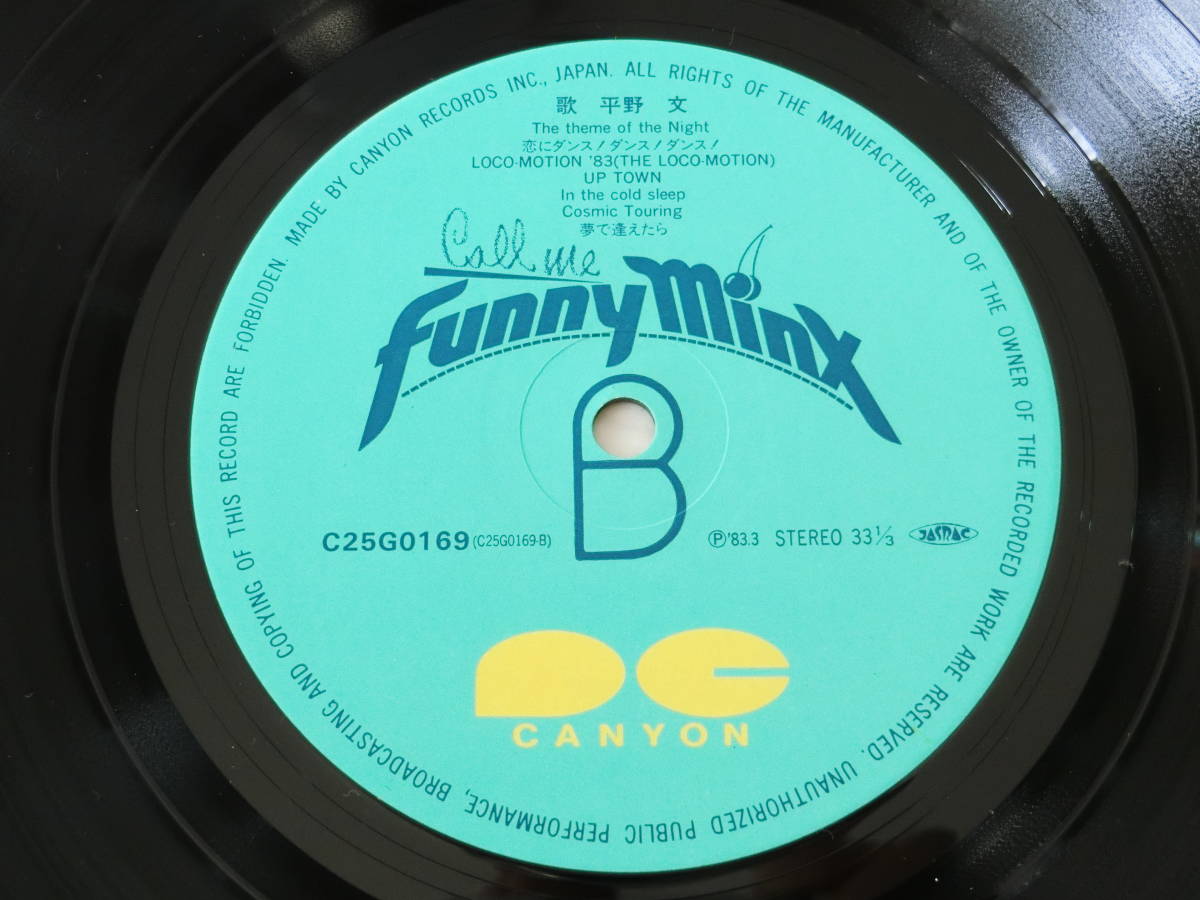 MADE BY CANYON RECORDS INC., JAPAN. ALL RIGHTS OF THE MANUFACTURER AND OF THE OWNER OF THE RECORDED WORK ARE RESERVED. UNAUTHORIZED PUBLIC PERFORMANCE, BROADCASTING AND COPYING OF THIS RECORD ARE FORBIDDEN.
歌 平野 文
The theme of the Night
恋にダンス!ダンス!ダンス!
LOCO-MOTION '83(THE LOCO-MOTION)
UP TOWN
In the cold sleep
Cosmic Touring
夢で逢えたら
Call me
Funny Minx
B
C25G0169 (C25G0169-B) Ⓟ'83.3 STEREO 33⅓ JASRAC
PC
CANYON